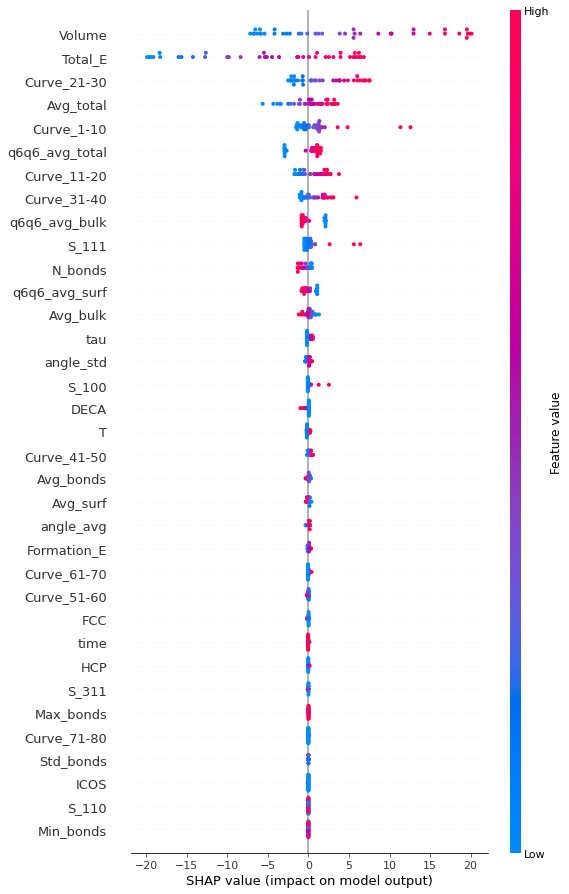 High
Volume
Total_E
Curve_21-30
Avg_total
Curve_1-10
q6q6_avg_total
Curve_11-20
Curve_31-40
q6q6_avg_bulk
S_111
N_bonds
q6q6_avg_surf
Avg_bulk
tau
angle_std
S_100
DECA
T
Curve_41-50
Avg_bonds
Avg_surf
angle_avg
Formation_E
Curve_61-70
Curve_51-60
FCC
time
HCP
S_311
Max_bonds
Curve_71-80
Std_bonds
ICOS
S_110
Min_bonds
Feature value
Low
−20 −15 −10 −5 0 5 10 15 20
SHAP value (impact on model output)